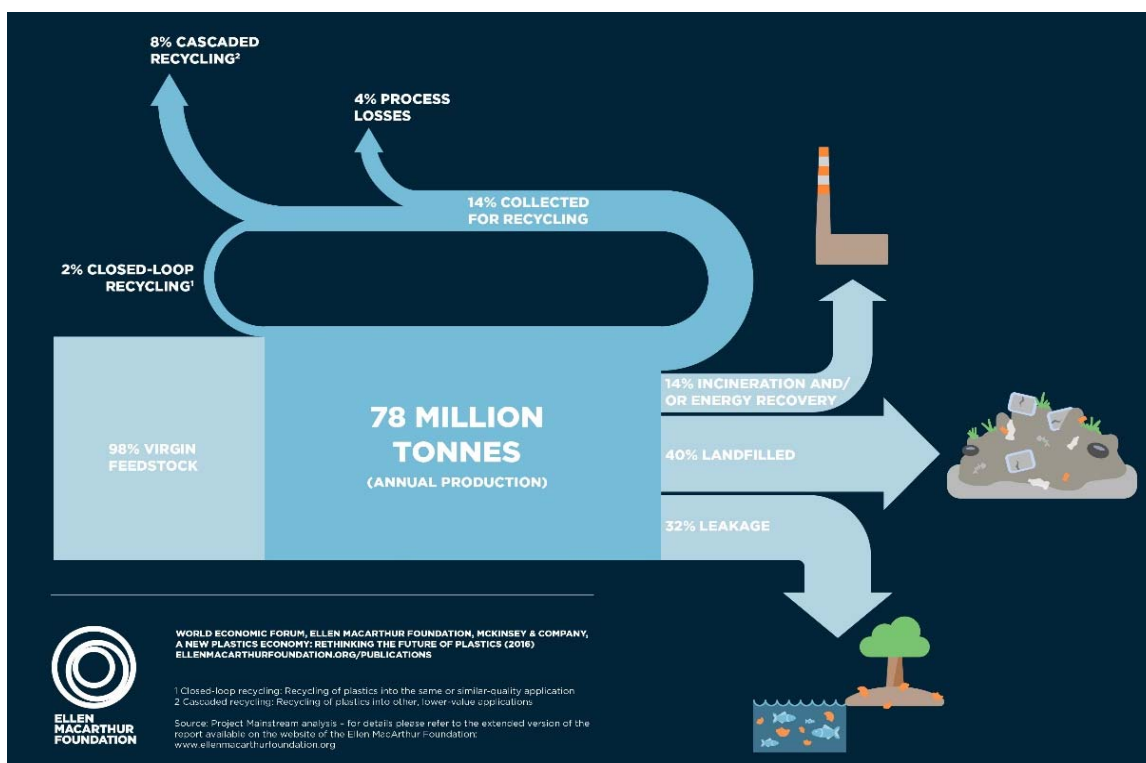 8% CASCADED
RECYCLING²
4% PROCESS
LOSSES
14% COLLECTED
FOR RECYCLING
2% CLOSED-LOOP
RECYCLING¹
98% VIRGIN
FEEDSTOCK
78 MILLION
TONNES
(ANNUAL PRODUCTION)
14% INCINERATION AND/
OR ENERGY RECOVERY
40% LANDFILLED
32% LEAKAGE
ELLEN
MACARTHUR
FOUNDATION
WORLD ECONOMIC FORUM, ELLEN MACARTHUR FOUNDATION, MCKINSEY & COMPANY,
A NEW PLASTICS ECONOMY: RETHINKING THE FUTURE OF PLASTICS (2016)
ELLENMACARTHURFOUNDATION.ORG/PUBLICATIONS
1 Closed-loop recycling: Recycling of plastics into the same or similar-quality application
2 Cascaded recycling: Recycling of plastics into other, lower-value applications
Source: Project Mainstream analysis – for details please refer to the extended version of the
report available on the website of the Ellen MacArthur Foundation:
www.ellenmacarthurfoundation.org